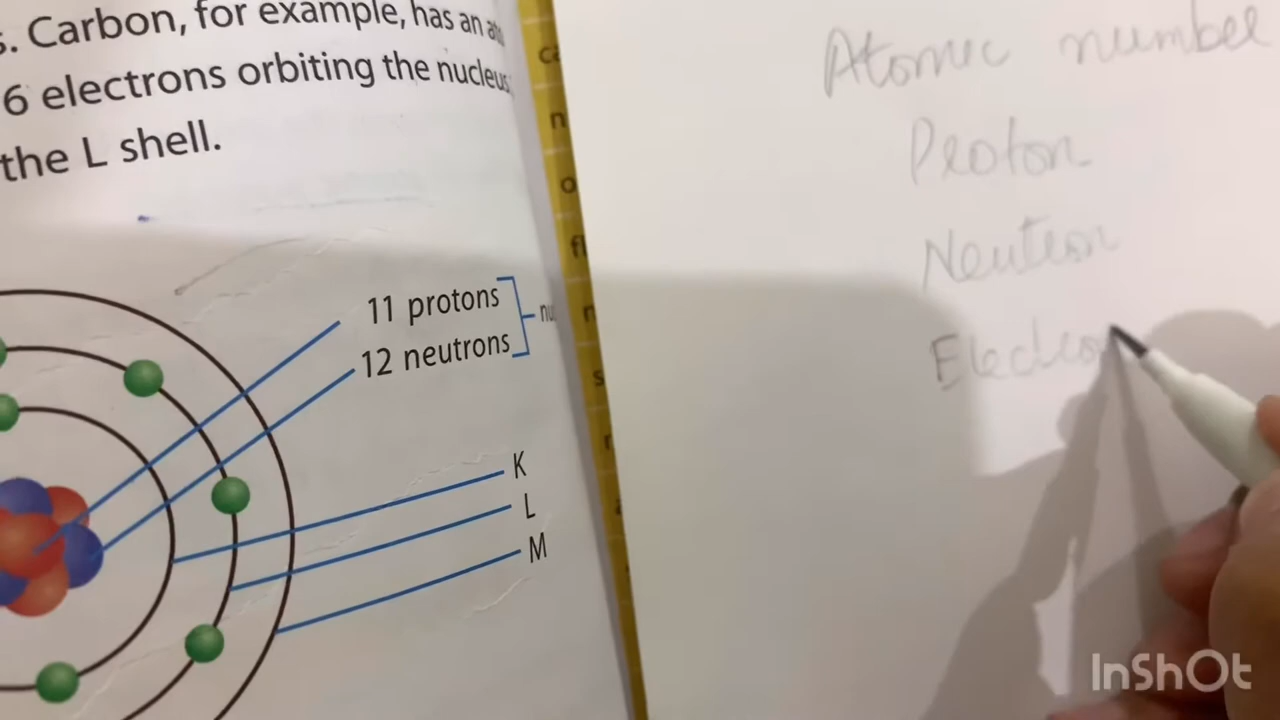 s. Carbon, for example, has an
6 electrons orbiting the nucleus
the L shell.
11 protons
12 neutrons
K
L
M
Atomic number
Proton
Neutron
Electron
InShOt